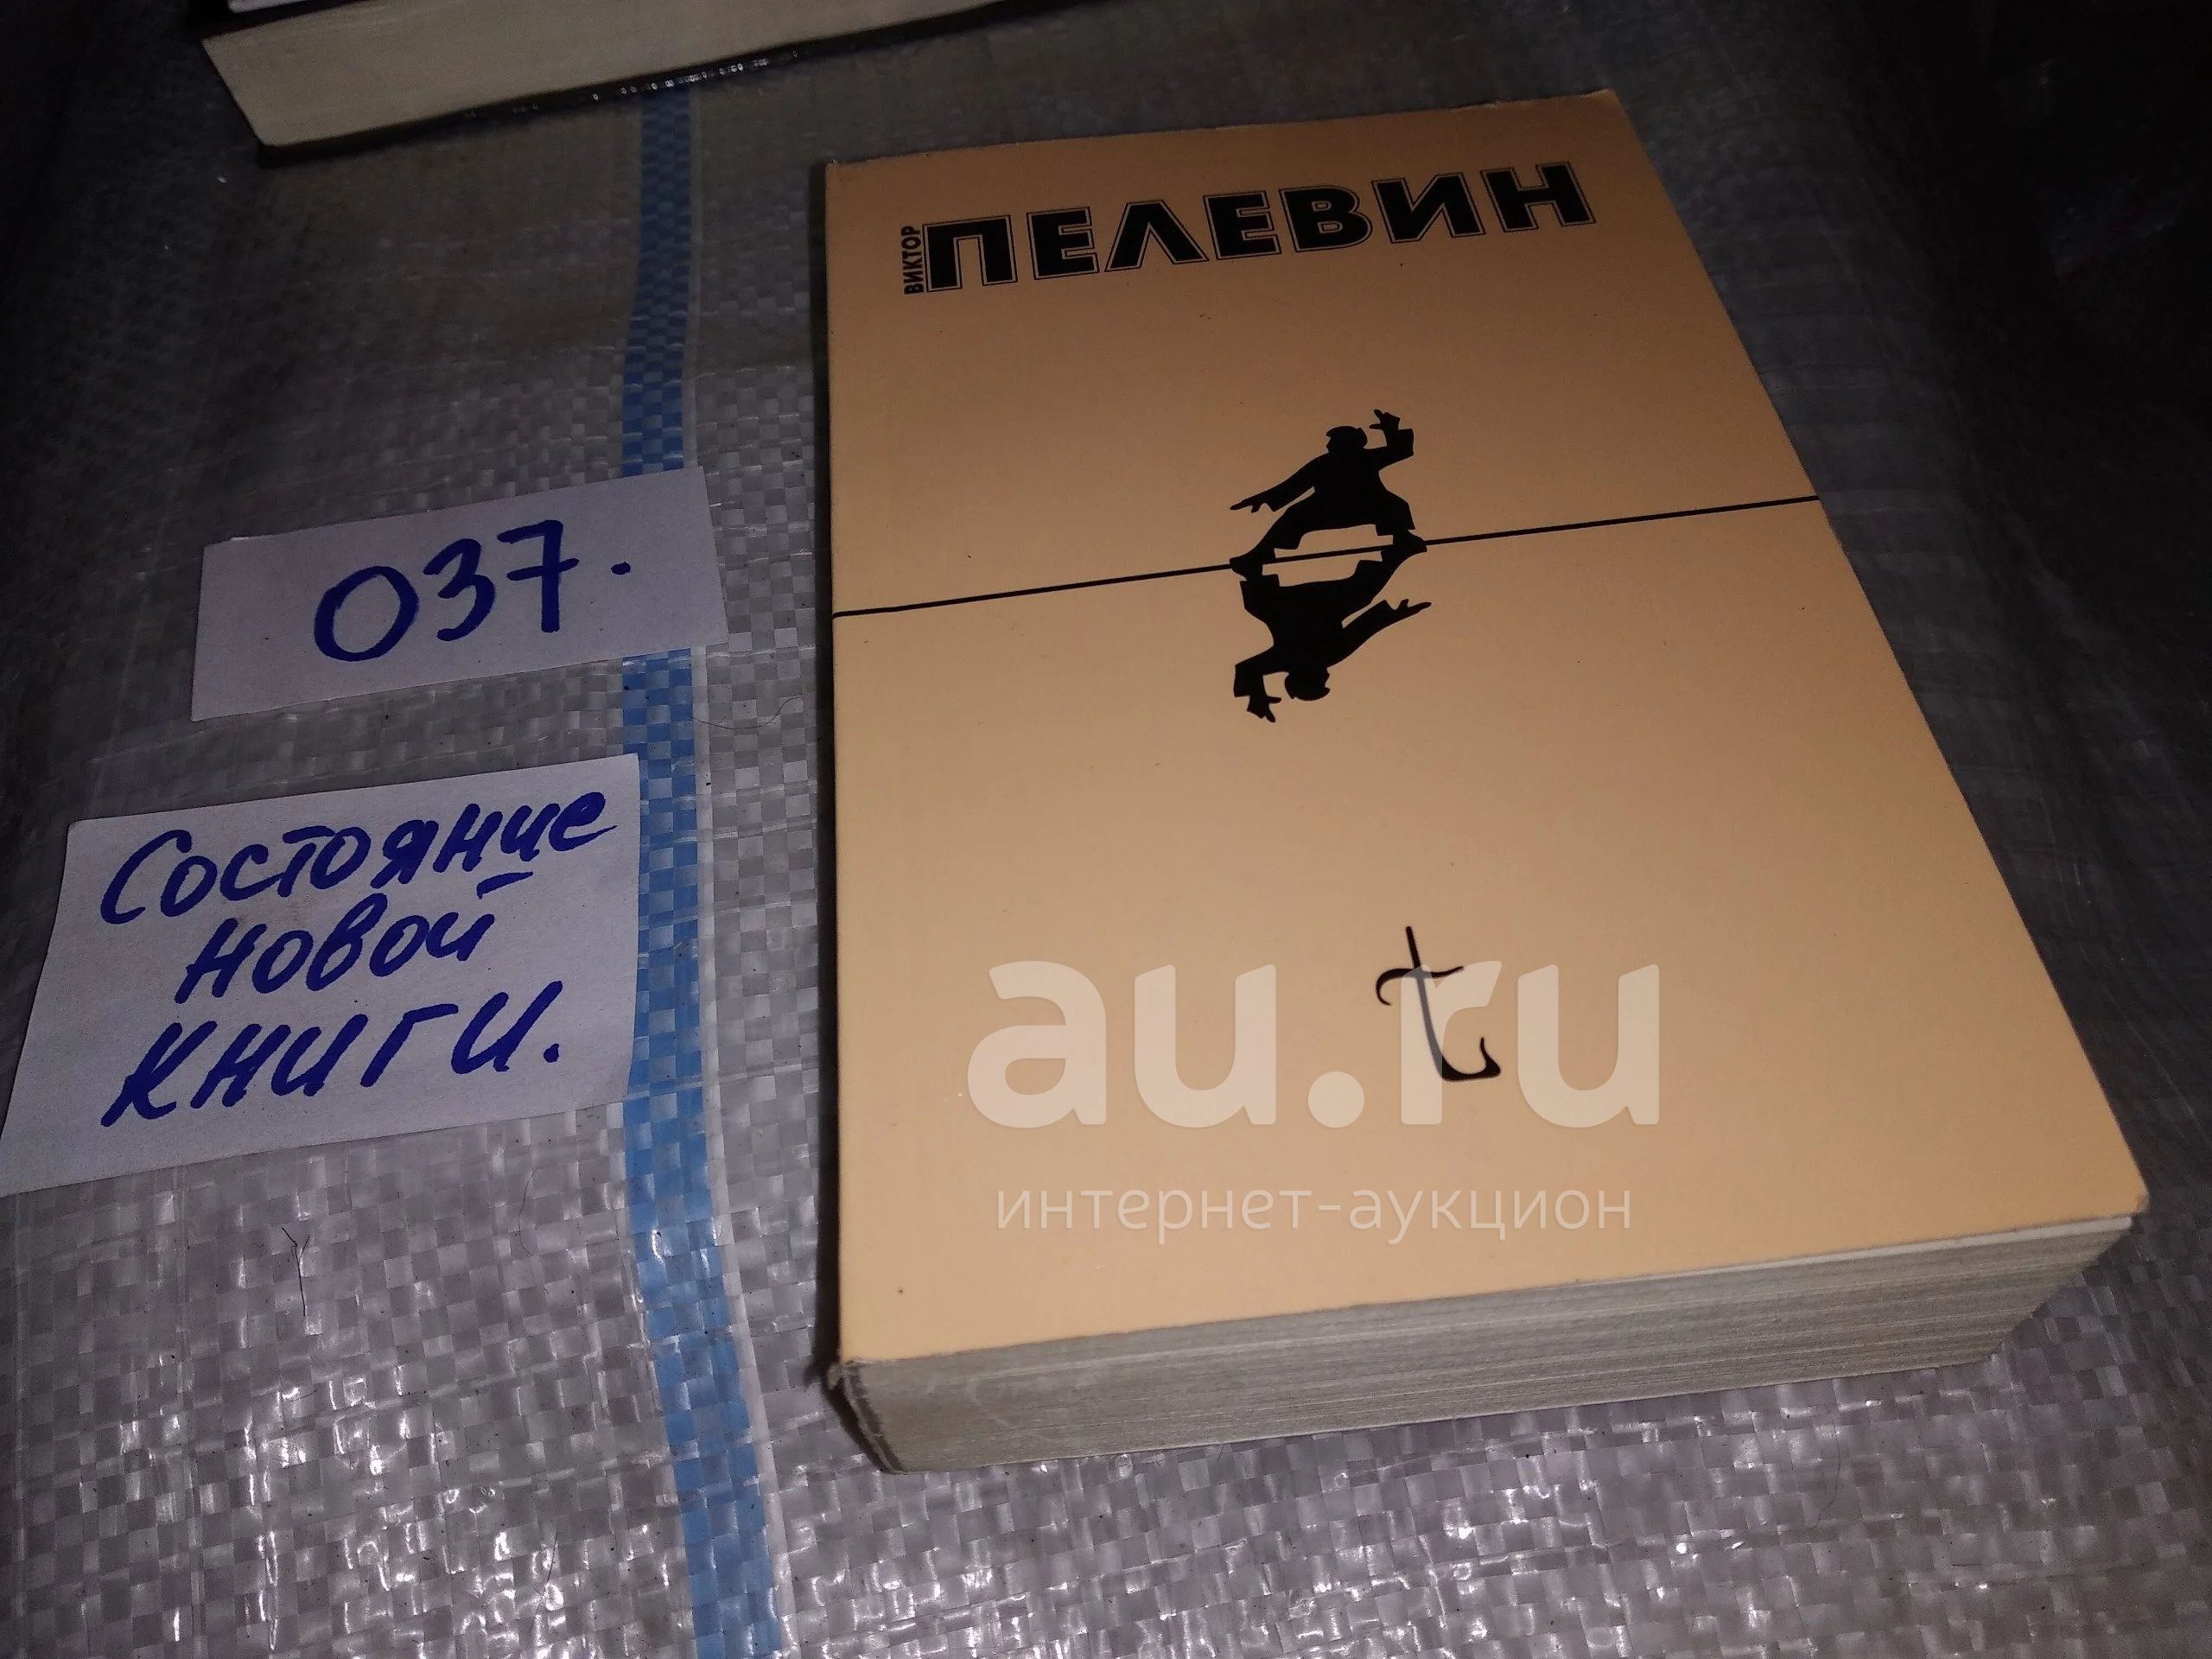 ВИКТОР
ПЕЛЕВИН
037.
Состояние
новой
книги.
t
au.ru
интернет-аукцион